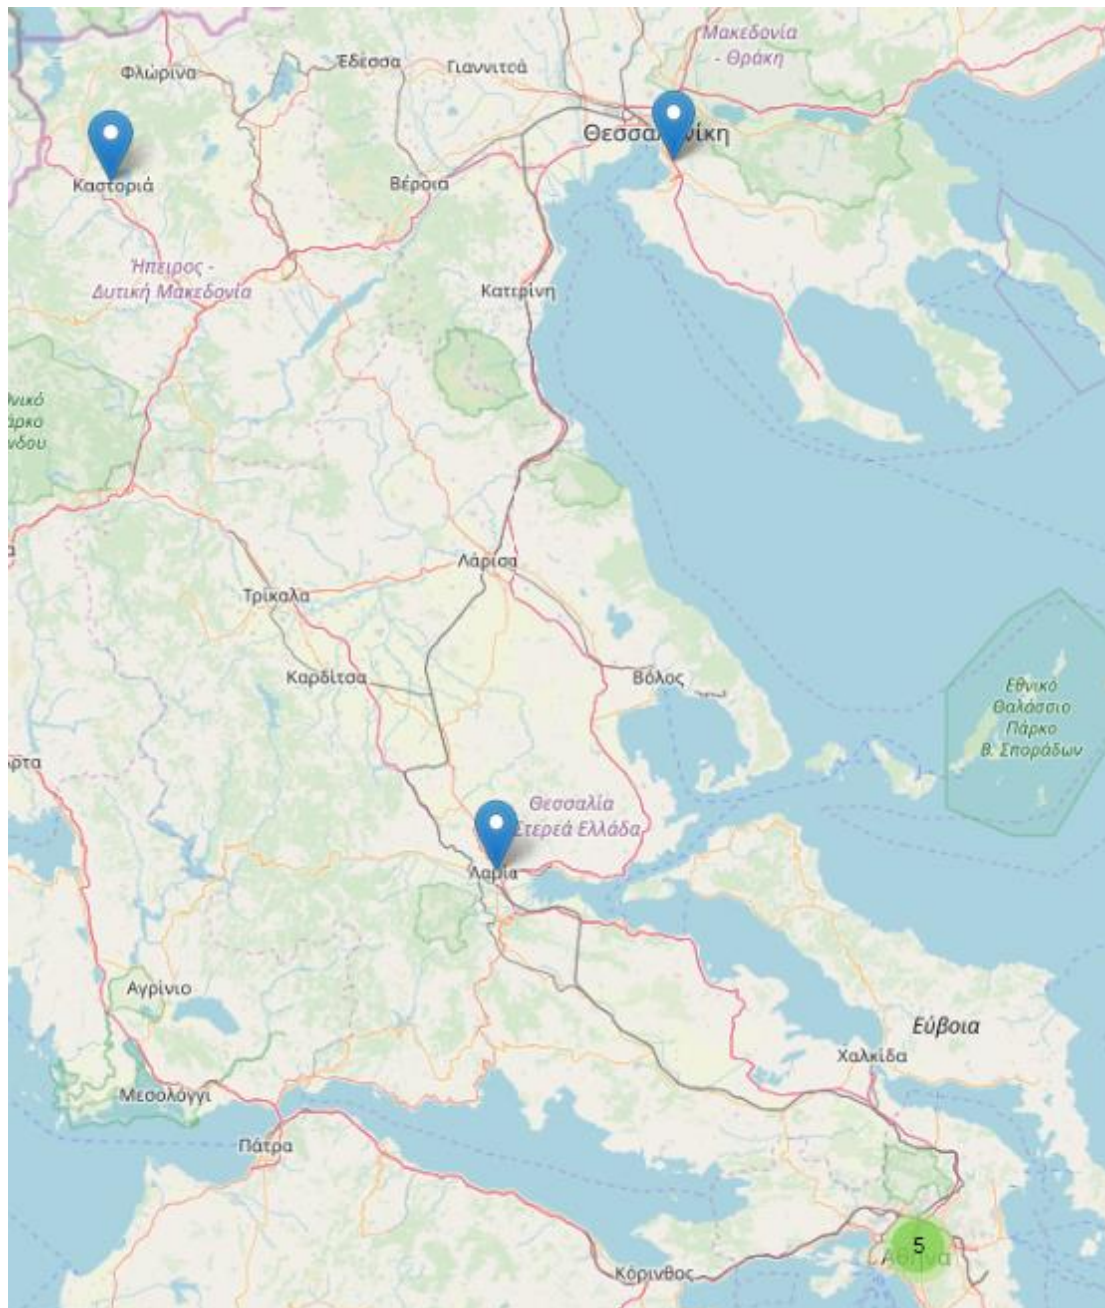 Μακεδονία
- Θράκη
Έδεσσα
Γιαννιτσά
Φλώρινα
Καστοριά
Βέροια
Ήπειρος -
Δυτική Μακεδονία
Κατερίνη
Λάρισα
Τρίκαλα
Καρδίτσα
Βόλος
Εθνικό
Θαλάσσιο
Πάρκο
Β. Σποράδων
Θεσσαλία
Στερεά Ελλάδα
Λαμία
Αγρίνιο
Εύβοια
Χαλκίδα
Μεσολόγγι
Πάτρα
5
Κόρινθος